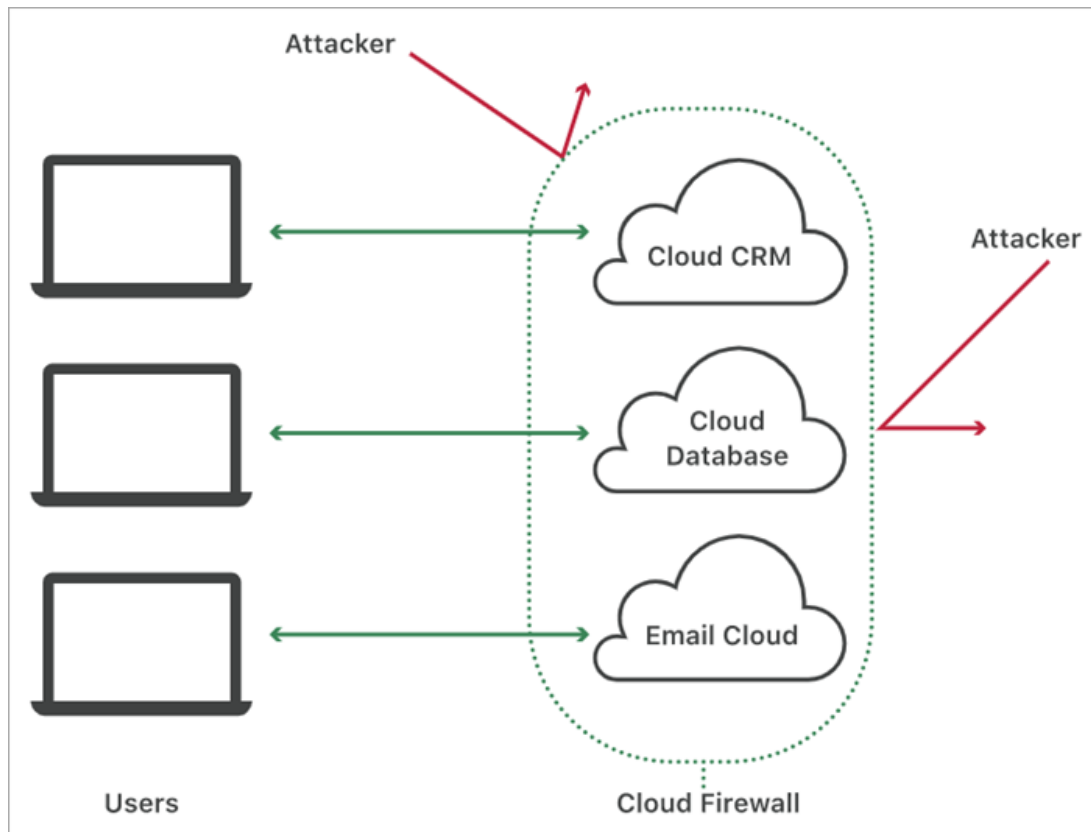 Attacker
Attacker
Cloud CRM
Cloud
Database
Email Cloud
Users
Cloud Firewall